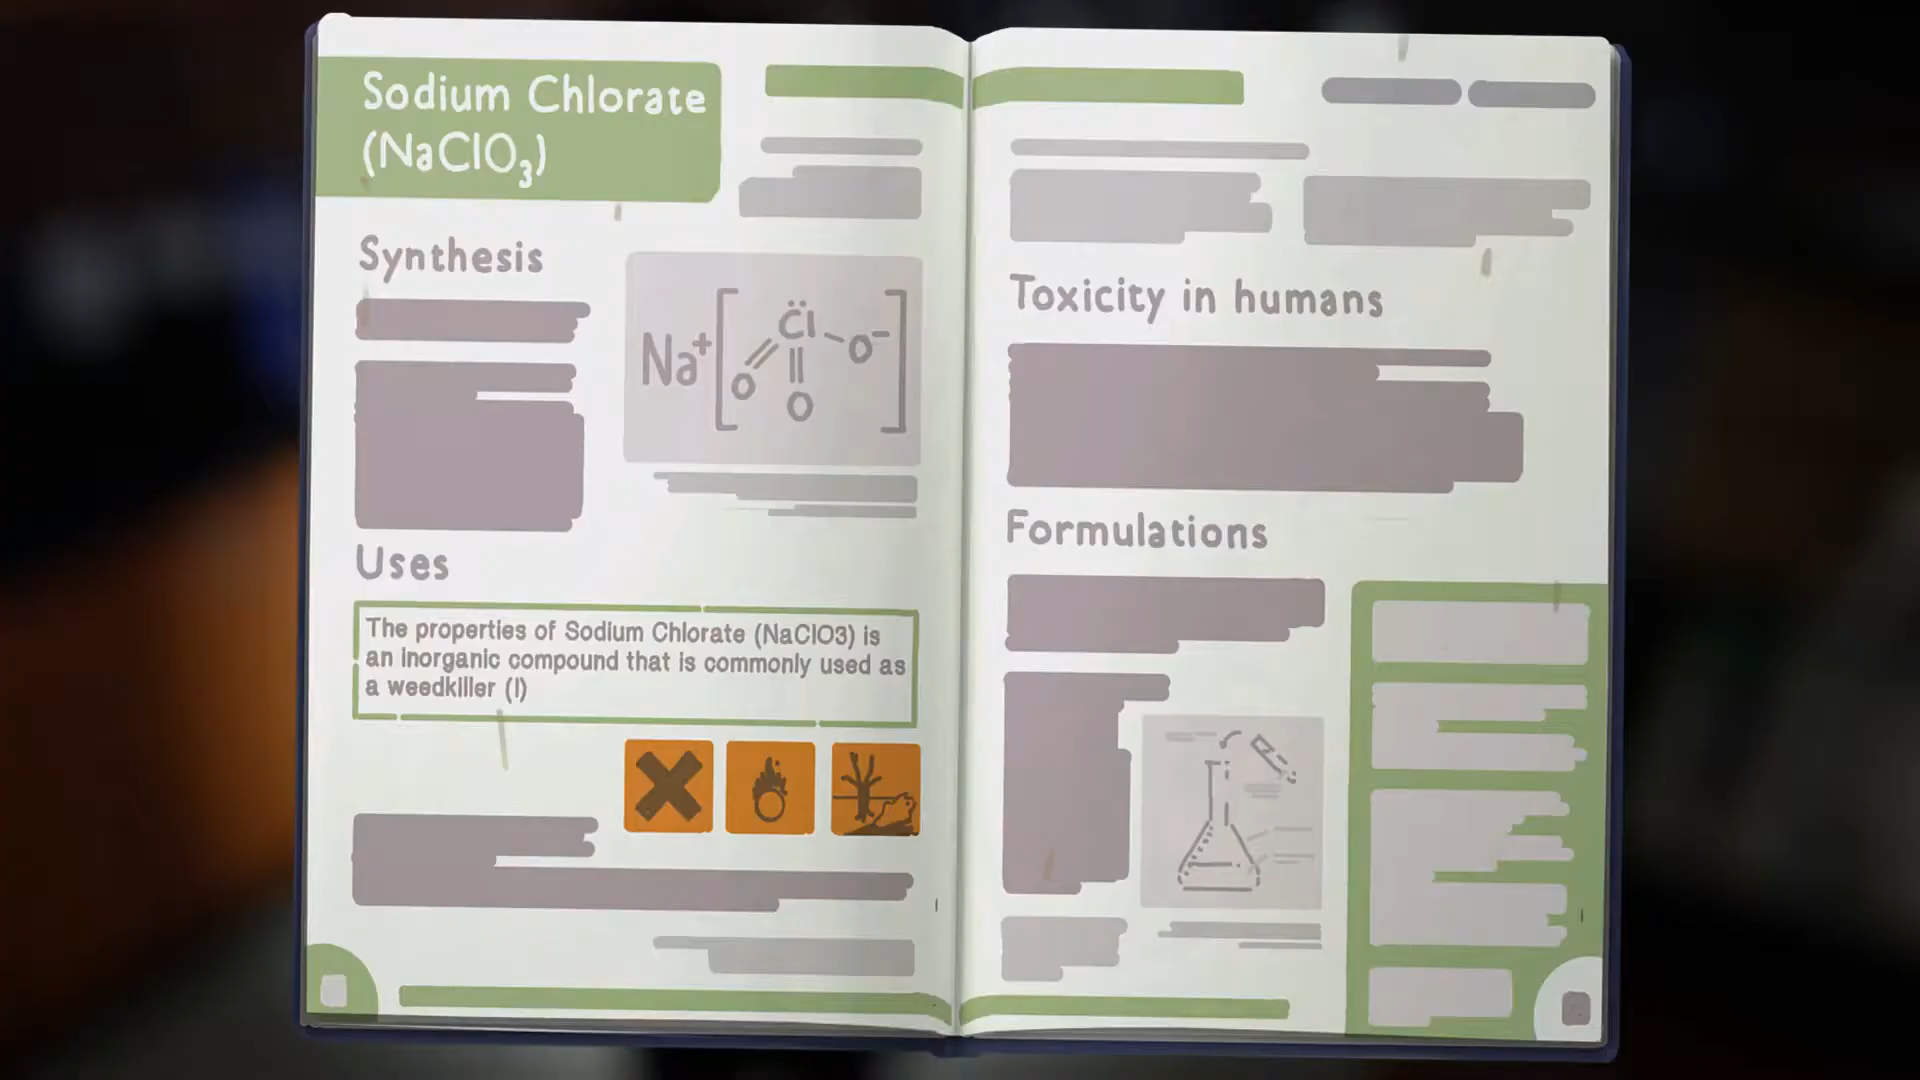 Sodium Chlorate
(NaClO₃)
Synthesis
Na⁺ [ C̈l O O O⁻ ]
Uses
The properties of Sodium Chlorate (NaClO3) is
an inorganic compound that is commonly used as
a weedkiller (I)
Toxicity in humans
Formulations